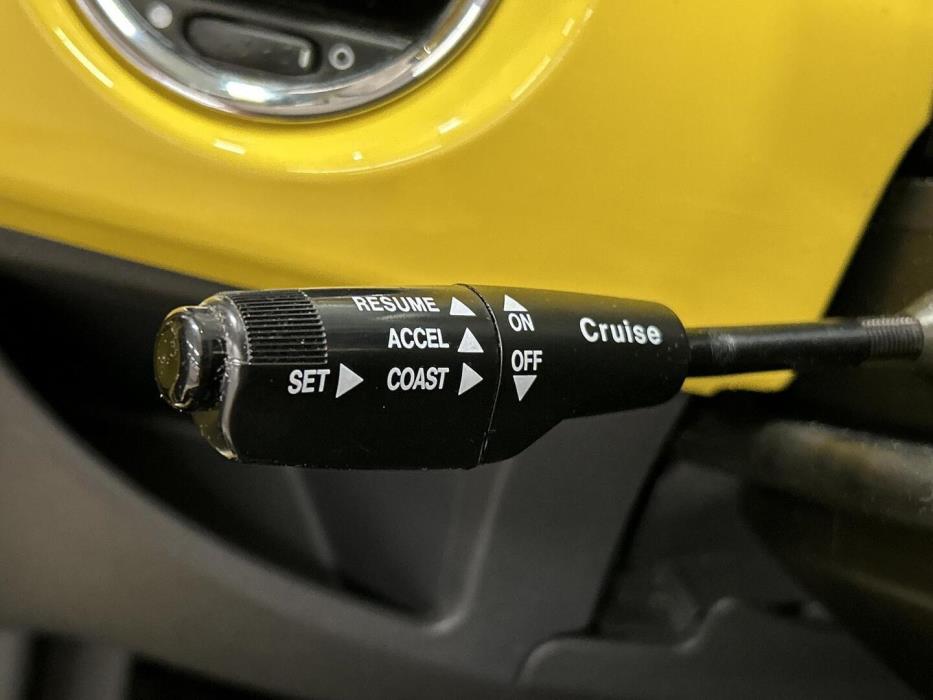 RESUME
ACCEL
SET COAST
ON
OFF
Cruise